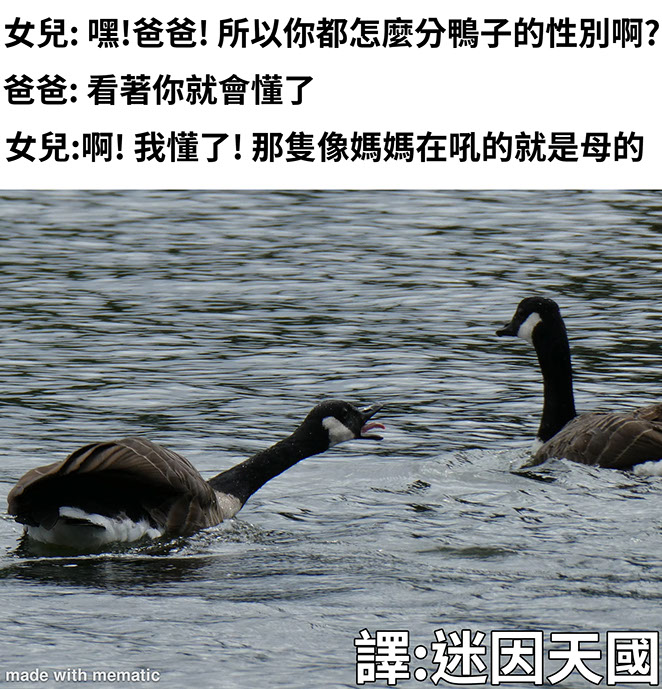 女兒: 嘿!爸爸! 所以你都怎麼分鴨子的性別啊?
爸爸: 看著你就會懂了
女兒:啊! 我懂了! 那隻像媽媽在吼的就是母的
譯:迷因天國
made with mematic